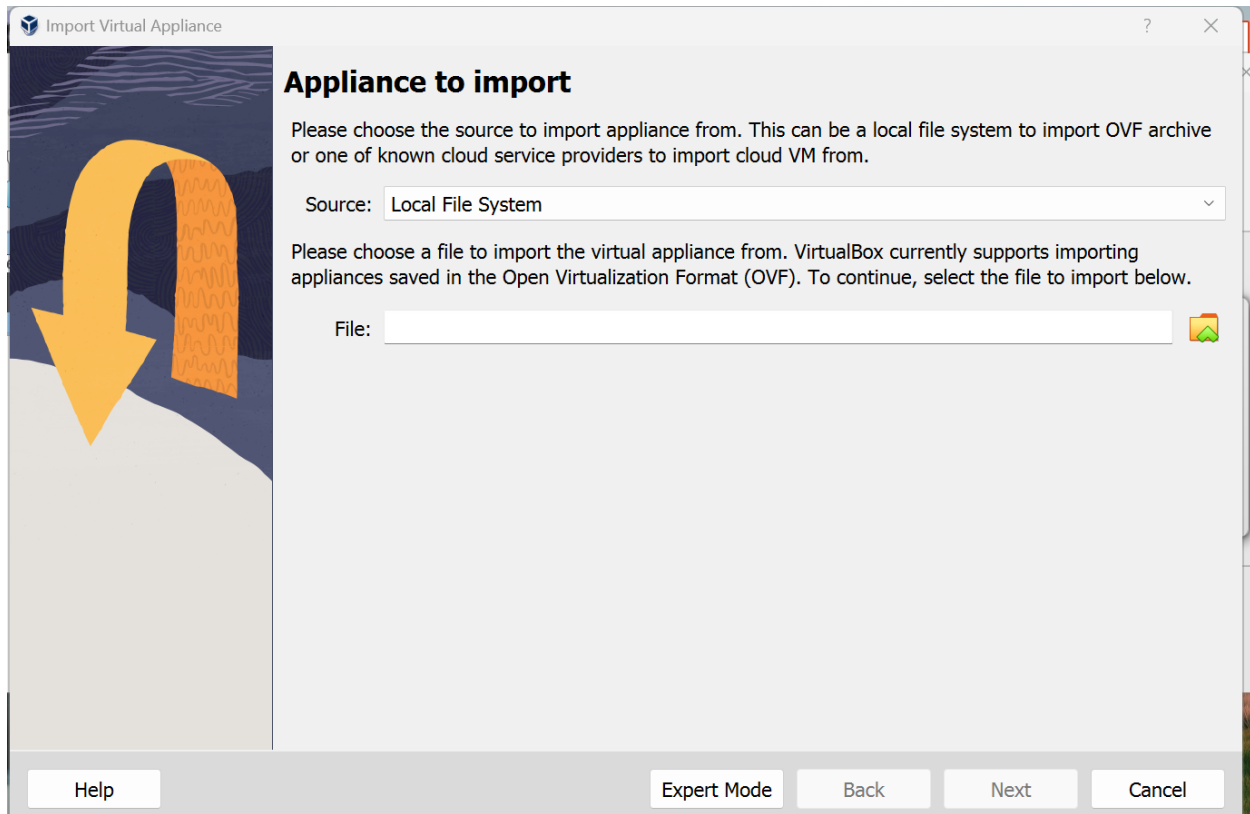 Import Virtual Appliance
?
Appliance to import
Please choose the source to import appliance from. This can be a local file system to import OVF archive
or one of known cloud service providers to import cloud VM from.
Source: Local File System
Please choose a file to import the virtual appliance from. VirtualBox currently supports importing
appliances saved in the Open Virtualization Format (OVF). To continue, select the file to import below.
File:
Help Expert Mode Back Next Cancel